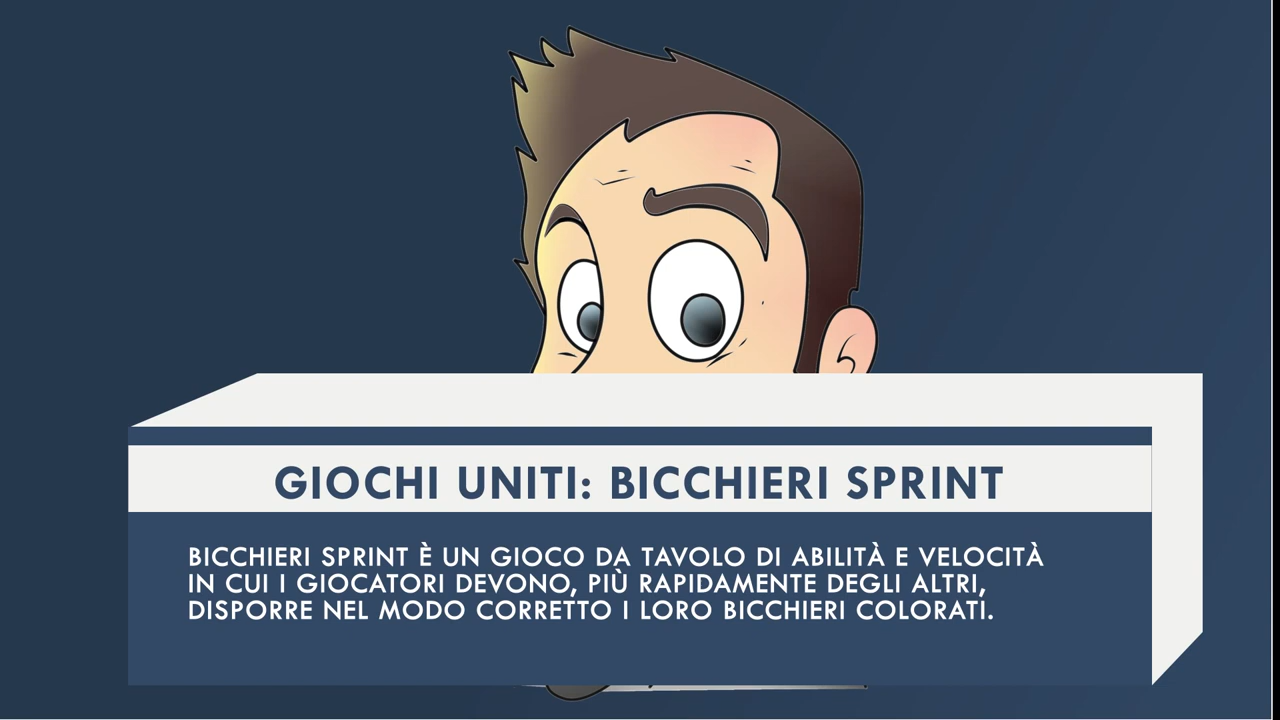 GIOCHI UNITI: BICCHIERI SPRINT
BICCHIERI SPRINT È UN GIOCO DA TAVOLO DI ABILITÀ E VELOCITÀ
IN CUI I GIOCATORI DEVONO, PIÙ RAPIDAMENTE DEGLI ALTRI,
DISPORRE NEL MODO CORRETTO I LORO BICCHIERI COLORATI.